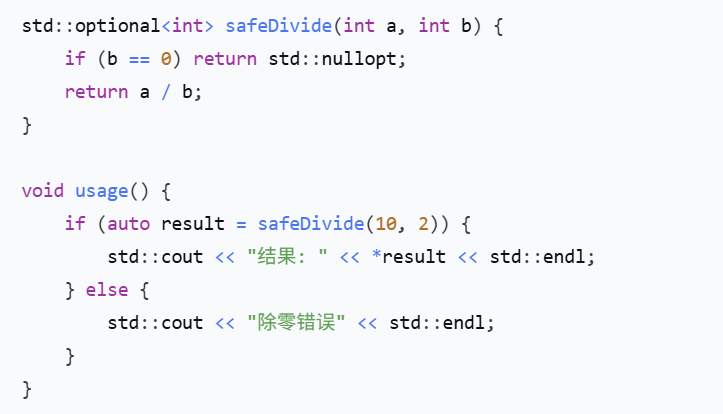 std::optional<int> safeDivide(int a, int b) {
    if (b == 0) return std::nullopt;
    return a / b;
}

void usage() {
    if (auto result = safeDivide(10, 2)) {
        std::cout << "结果: " << *result << std::endl;
    } else {
        std::cout << "除零错误" << std::endl;
    }
}